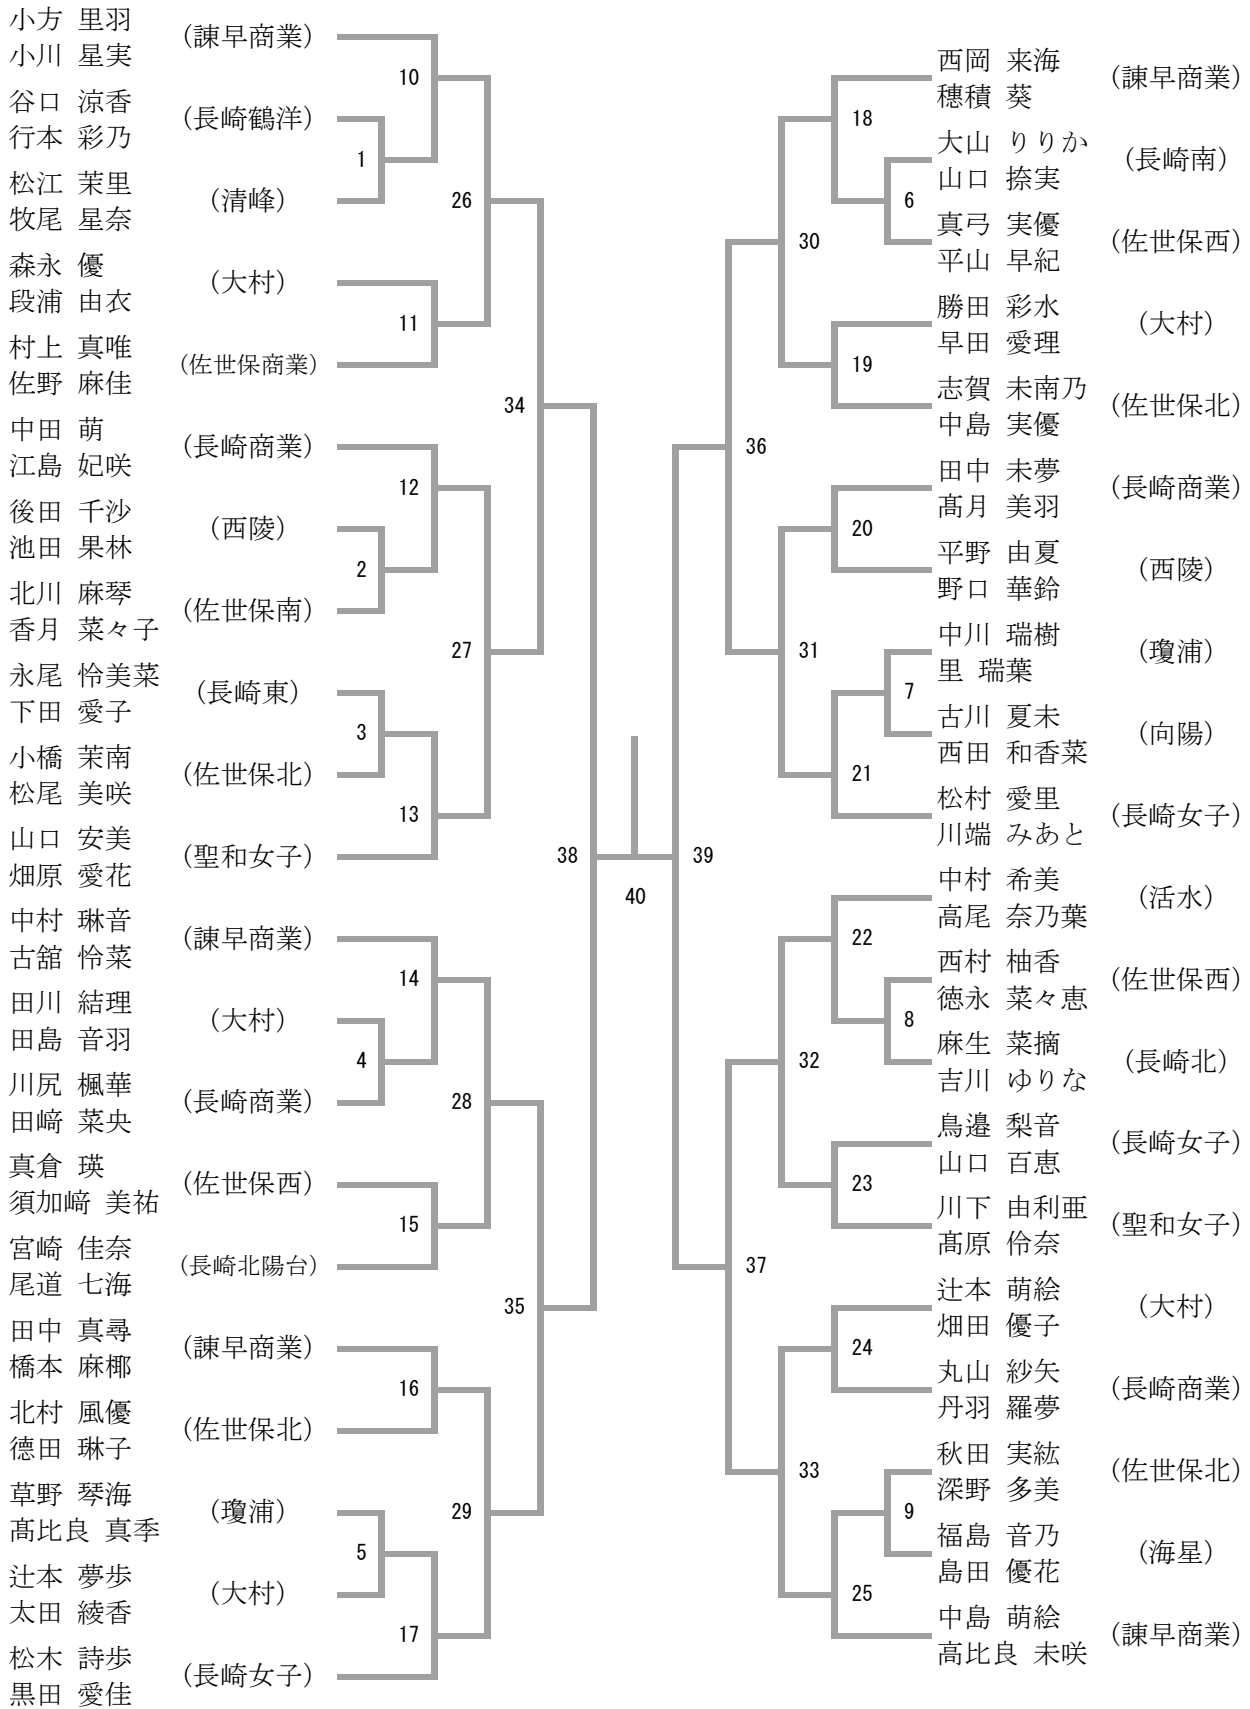 小方 里羽
小川 星実
(諫早商業)
谷口 涼香
行本 彩乃
(長崎鶴洋)
松江 茉里
牧尾 星奈
(清峰)
森永 優
段浦 由衣
(大村)
村上 真唯
佐野 麻佳
(佐世保商業)
中田 萌
江島 妃咲
(長崎商業)
後田 千沙
池田 果林
(西陵)
北川 麻琴
香月 菜々子
(佐世保南)
永尾 怜美菜
下田 愛子
(長崎東)
小橋 茉南
松尾 美咲
(佐世保北)
山口 安美
畑原 愛花
(聖和女子)
中村 琳音
古舘 怜菜
(諫早商業)
田川 結理
田島 音羽
(大村)
川尻 楓華
田﨑 菜央
(長崎商業)
真倉 瑛
須加﨑 美祐
(佐世保西)
宮崎 佳奈
尾道 七海
(長崎北陽台)
田中 真尋
橋本 麻椰
(諫早商業)
北村 風優
德田 琳子
(佐世保北)
草野 琴海
髙比良 真季
(瓊浦)
辻本 夢歩
太田 綾香
(大村)
松木 詩歩
黒田 愛佳
(長崎女子)
1
2
3
4
5
10
11
12
13
14
15
16
17
26
27
28
29
34
35
38
40
39
36
37
30
31
32
33
18
19
20
21
22
23
24
25
6
7
8
9
西岡 来海
穗積 葵
(諫早商業)
大山 りりか
山口 捺実
(長崎南)
真弓 実優
平山 早紀
(佐世保西)
勝田 彩水
早田 愛理
(大村)
志賀 未南乃
中島 実優
(佐世保北)
田中 未夢
髙月 美羽
(長崎商業)
平野 由夏
野口 華鈴
(西陵)
中川 瑞樹
里 瑞葉
(瓊浦)
古川 夏未
西田 和香菜
(向陽)
松村 愛里
川端 みあと
(長崎女子)
中村 希美
高尾 奈乃葉
(活水)
西村 柚香
徳永 菜々恵
(佐世保西)
麻生 菜摘
吉川 ゆりな
(長崎北)
鳥邉 梨音
山口 百恵
(長崎女子)
川下 由利亜
髙原 伶奈
(聖和女子)
辻本 萌絵
畑田 優子
(大村)
丸山 紗矢
丹羽 羅夢
(長崎商業)
秋田 実紘
深野 多美
(佐世保北)
福島 音乃
島田 優花
(海星)
中島 萌絵
高比良 未咲
(諫早商業)